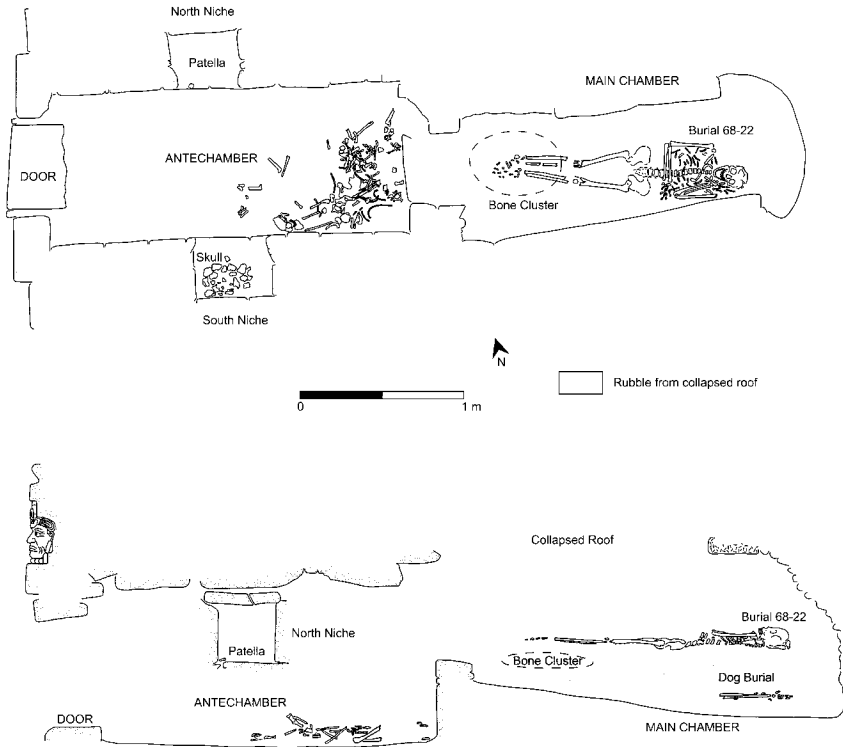 North Niche
Patella
MAIN CHAMBER
Burial 68-22
ANTECHAMBER
DOOR
Bone Cluster
Skull
South Niche
N
Rubble from collapsed roof
0 1 m
Collapsed Roof
Burial 68-22
North Niche
Patella
Bone Cluster
Dog Burial
ANTECHAMBER
DOOR
MAIN CHAMBER